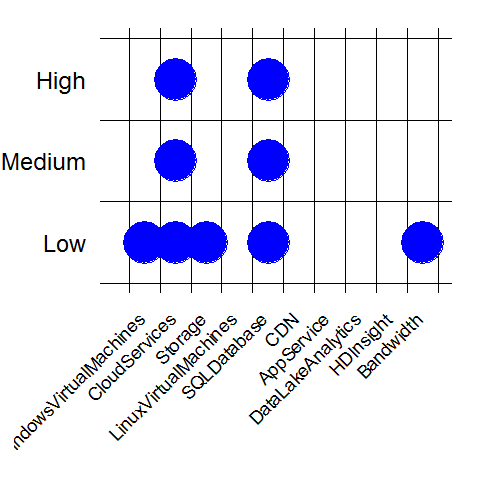 High
Medium
Low
ndowsVirtualMachines
CloudServices
Storage
LinuxVirtualMachines
SQLDatabase
CDN
AppService
DataLakeAnalytics
HDInsight
Bandwidth